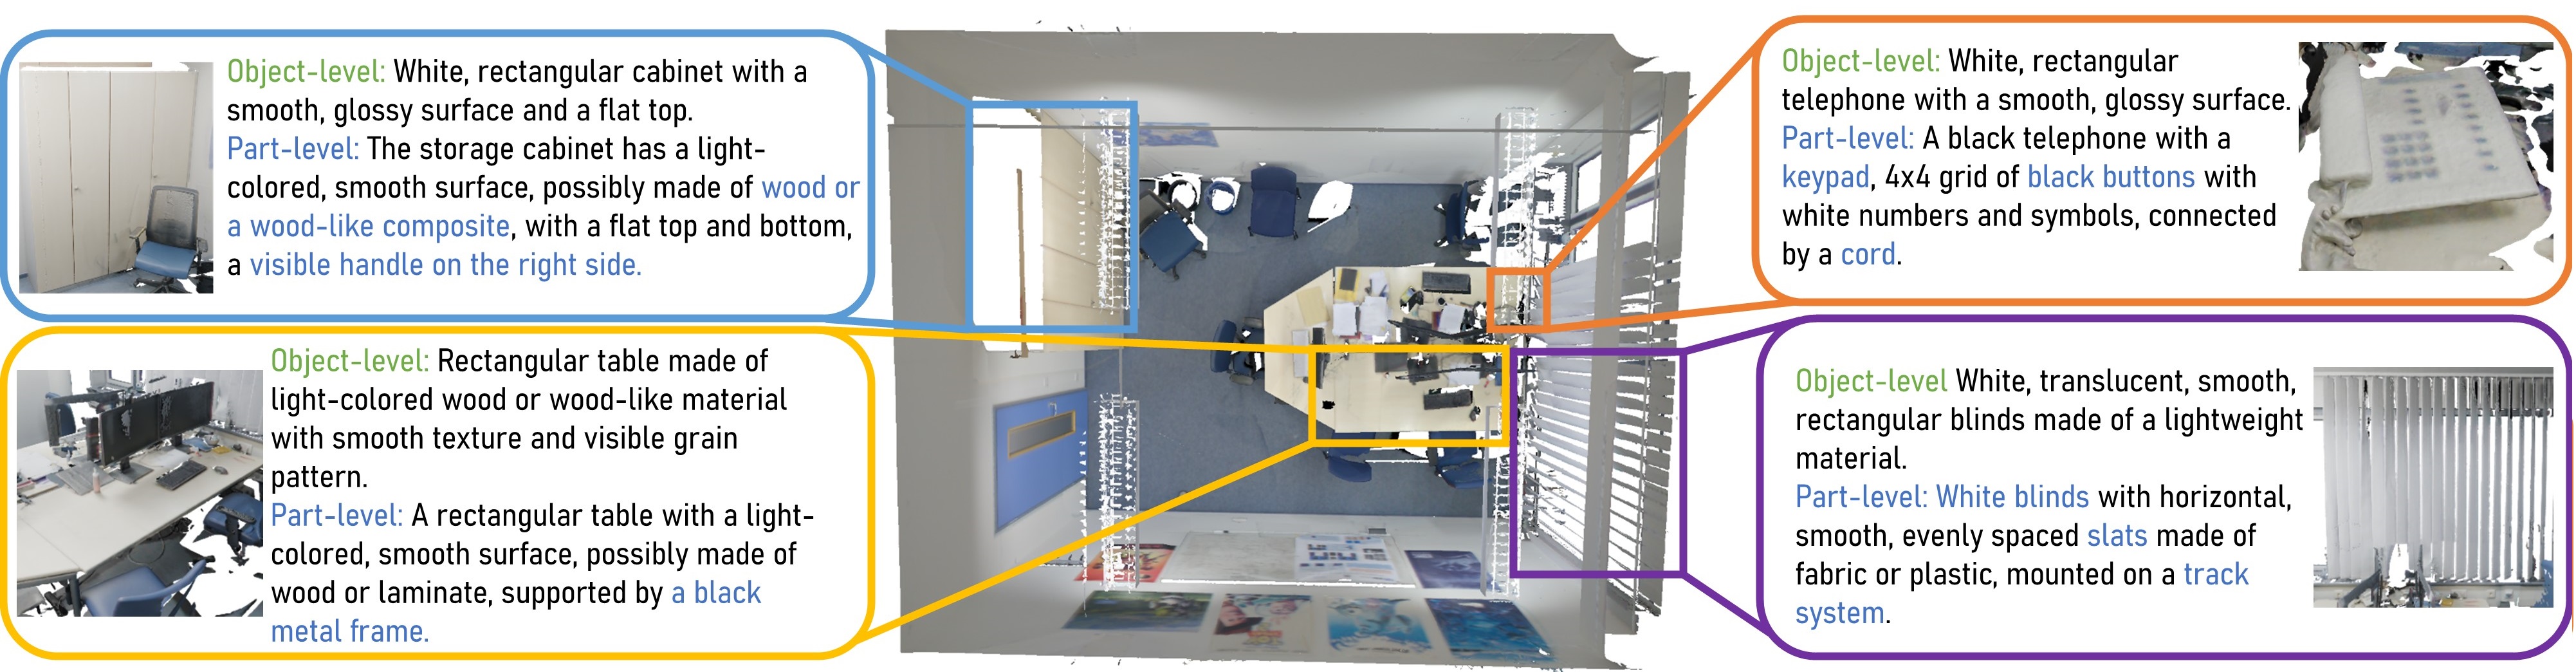 Object-level: White, rectangular cabinet with a
smooth, glossy surface and a flat top.
Part-level: The storage cabinet has a light-
colored, smooth surface, possibly made of wood or
a wood-like composite, with a flat top and bottom,
a visible handle on the right side.
Object-level: Rectangular table made of
light-colored wood or wood-like material
with smooth texture and visible grain
pattern.
Part-level: A rectangular table with a light-
colored, smooth surface, possibly made of
wood or laminate, supported by a black
metal frame.
Object-level: White, rectangular
telephone with a smooth, glossy surface.
Part-level: A black telephone with a
keypad, 4x4 grid of black buttons with
white numbers and symbols, connected
by a cord.
Object-level White, translucent, smooth,
rectangular blinds made of a lightweight
material.
Part-level: White blinds with horizontal,
smooth, evenly spaced slats made of
fabric or plastic, mounted on a track
system.